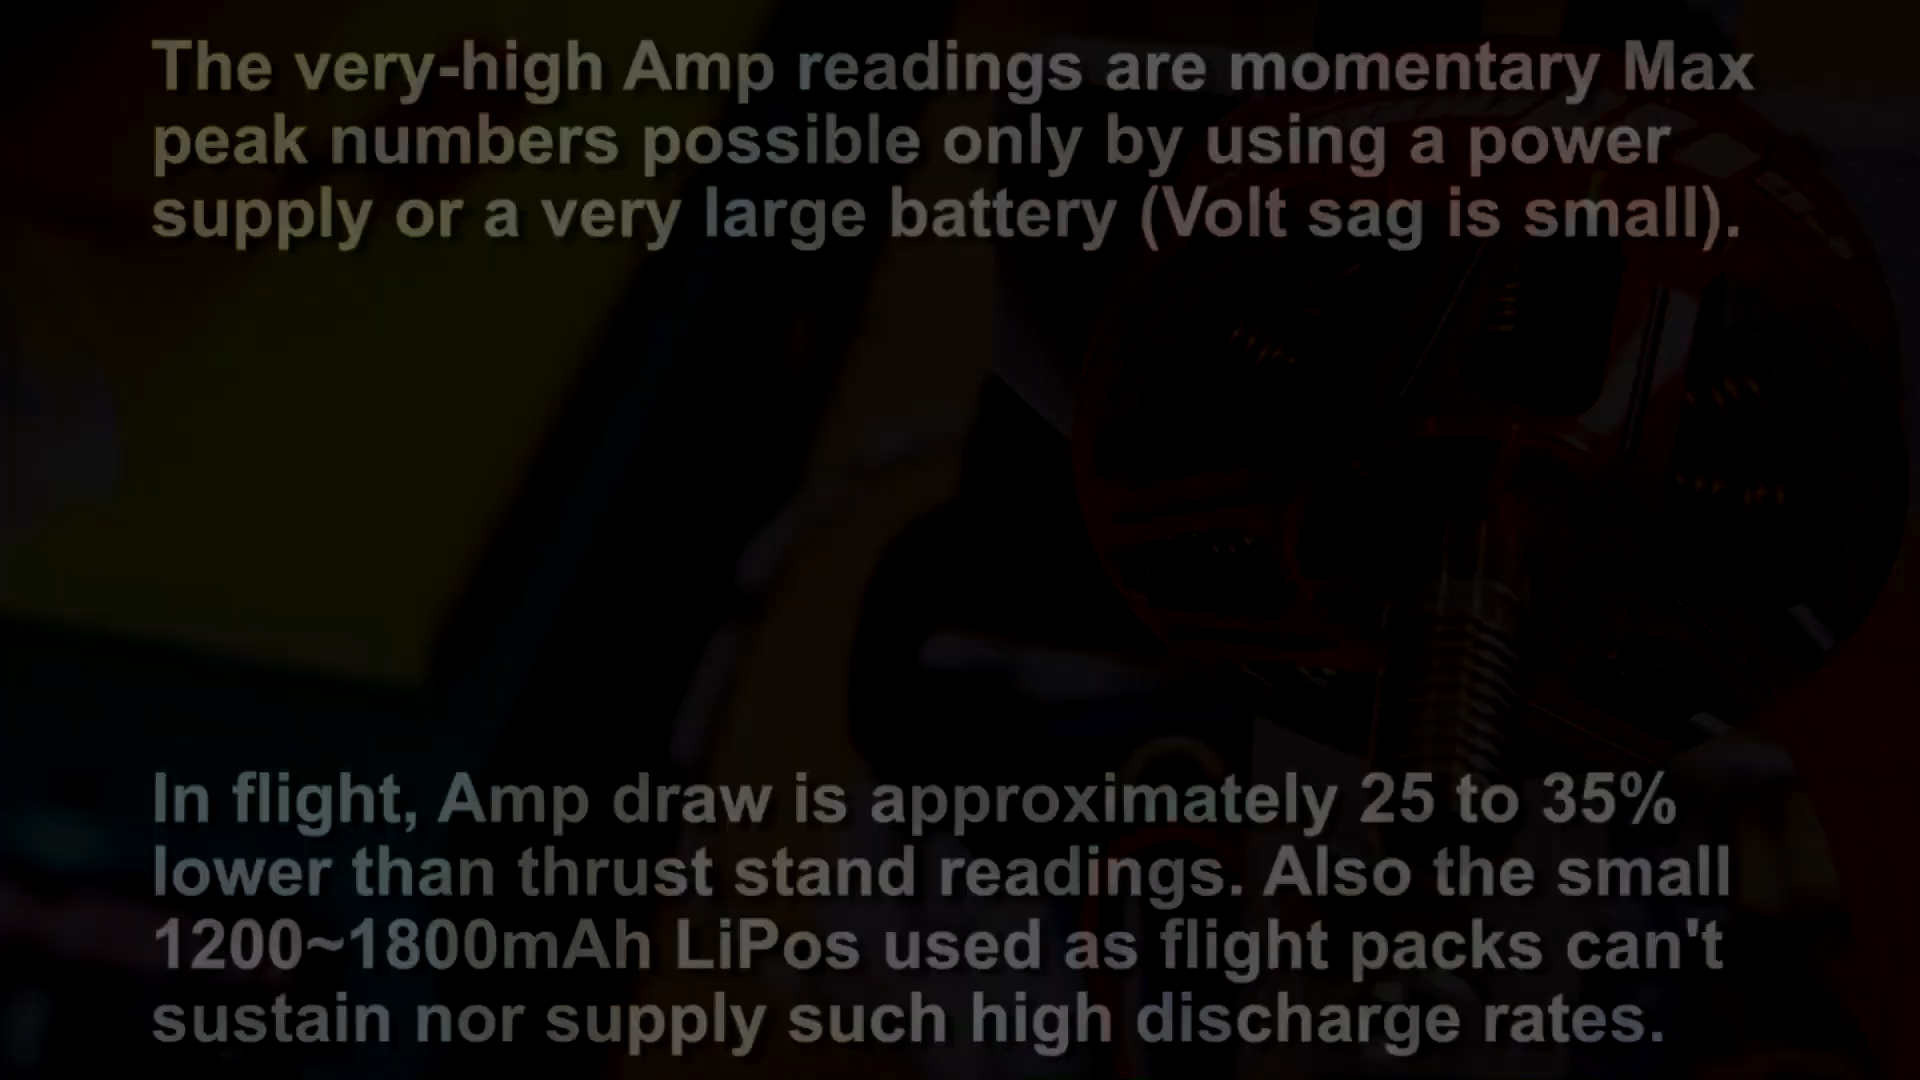 The very-high Amp readings are momentary Max
peak numbers possible only by using a power
supply or a very large battery (Volt sag is small).
In flight, Amp draw is approximately 25 to 35%
lower than thrust stand readings. Also the small
1200~1800mAh LiPos used as flight packs can't
sustain nor supply such high discharge rates.